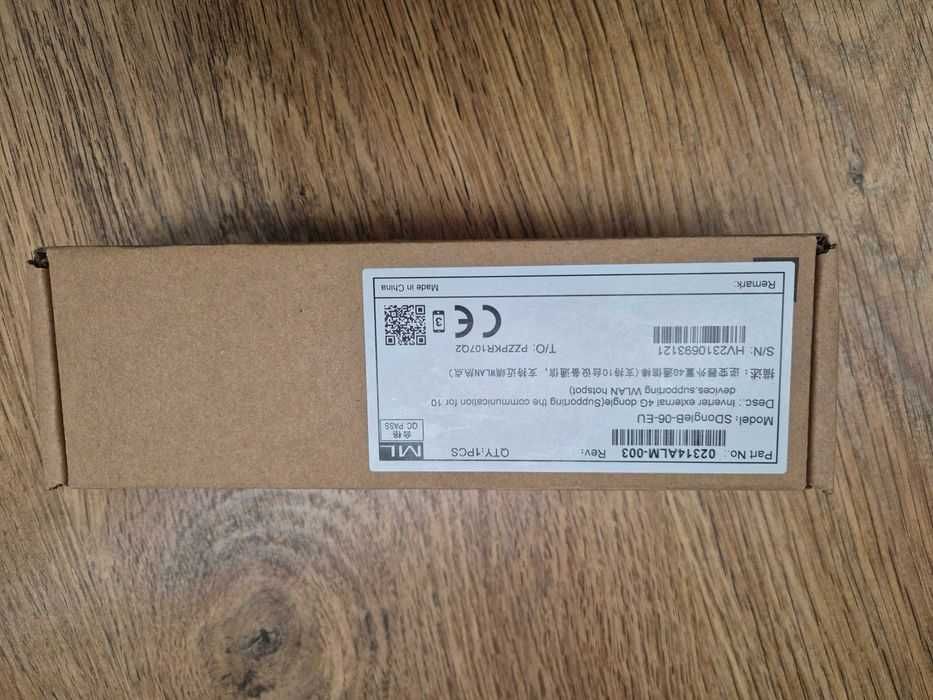 Part No.: 02314ALM-003 Rev: QTY:1PCS ML
合格
QC PASS
Model: SDongleB-06-EU
Desc.: Inverter external 4G dongle(Supporting the communication for 10
devices,supporting WLAN hotspot)
描述: 逆变器外置4G通信棒(支持10台设备通信, 支持近端WLAN热点)
S/N: HV2310693121 T/O: PZZPKR107Q2
CE 3
Remark: Made in China